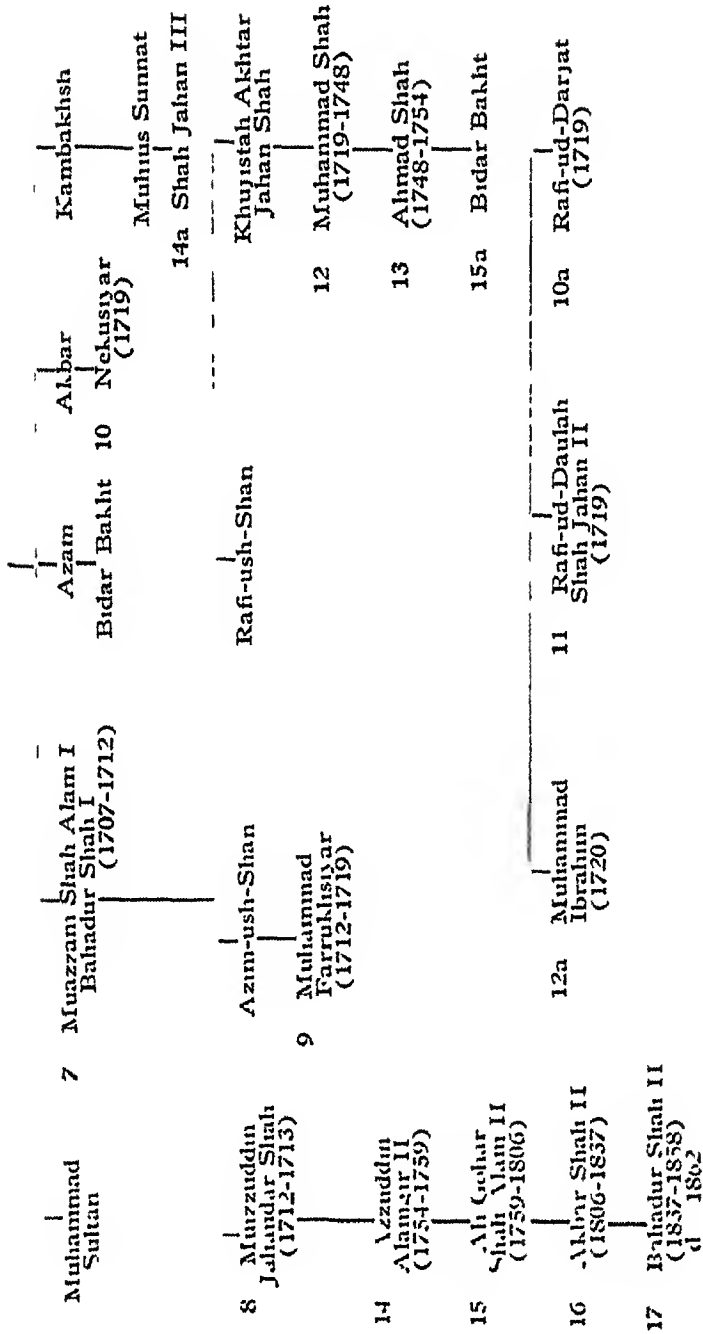 Muhammad
Sultan
7 Muazzam Shah Alam I
Bahadur Shah I
(1707-1712)
Azam
Bidar Bakht
Akbar
10 Nekusiyar
(1719)
Kambakhsh
Muhius Sunnat
14a Shah Jahan III
8 Muizzuddin
Jahandar Shah
(1712-1713)
Azim-ush-Shan
9 Muhammad
Farrukhsiyar
(1712-1719)
Rafi-ush-Shan
Khujistah Akhtar
Jahan Shah
12 Muhammad Shah
(1719-1748)
13 Ahmad Shah
(1748-1754)
15a Bidar Bakht
14 Azzuddin
Alamgir II
(1754-1759)
15 Ali Gohar
Shah Alam II
(1759-1806)
16 Akbar Shah II
(1806-1837)
17 Bahadur Shah II
(1837-1858)
d 1862
12a Muhammad
Ibrahim
(1720)
11 Rafi-ud-Daulah
Shah Jahan II
(1719)
10a Rafi-ud-Darjat
(1719)